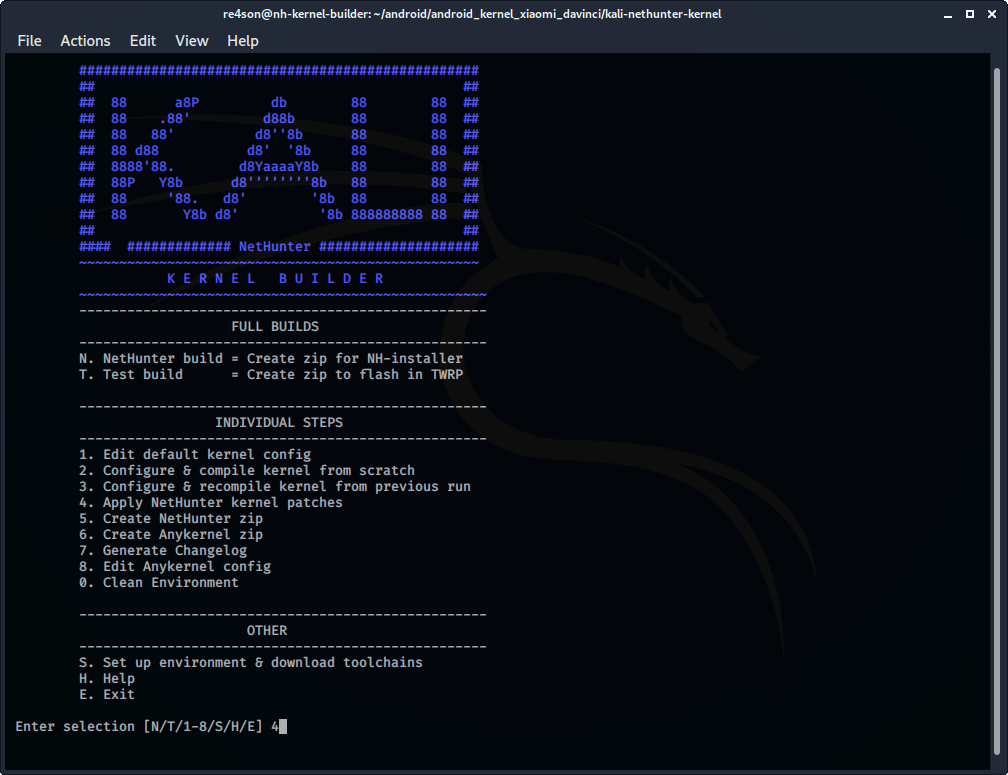 re4son@nh-kernel-builder: ~/android/android_kernel_xiaomi_davinci/kali-nethunter-kernel
File Actions Edit View Help
##################################################
##                                              ##
##  88      a8P         db        88        88  ##
##  88    .88'         d88b       88        88  ##
##  88   88'          d8''8b      88        88  ##
##  88 d88           d8'  '8b     88        88  ##
##  8888'88.        d8YaaaaY8b    88        88  ##
##  88P   Y8b      d8''''''''8b   88        88  ##
##  88     '88.   d8'        '8b  88        88  ##
##  88       Y8b d8'          '8b 888888888 88  ##
##                                              ##
####  ############# NetHunter ####################
~~~~~~~~~~~~~~~~~~~~~~~~~~~~~~~~~~~~~~~~~~~~~~~~~~
K E R N E L   B U I L D E R
~~~~~~~~~~~~~~~~~~~~~~~~~~~~~~~~~~~~~~~~~~~~~~~~~~~
---------------------------------------------------
FULL BUILDS
---------------------------------------------------
N. NetHunter build = Create zip for NH-installer
T. Test build      = Create zip to flash in TWRP
---------------------------------------------------
INDIVIDUAL STEPS
---------------------------------------------------
1. Edit default kernel config
2. Configure & compile kernel from scratch
3. Configure & recompile kernel from previous run
4. Apply NetHunter kernel patches
5. Create NetHunter zip
6. Create Anykernel zip
7. Generate Changelog
8. Edit Anykernel config
0. Clean Environment
---------------------------------------------------
OTHER
---------------------------------------------------
S. Set up environment & download toolchains
H. Help
E. Exit
Enter selection [N/T/1-8/S/H/E] 4